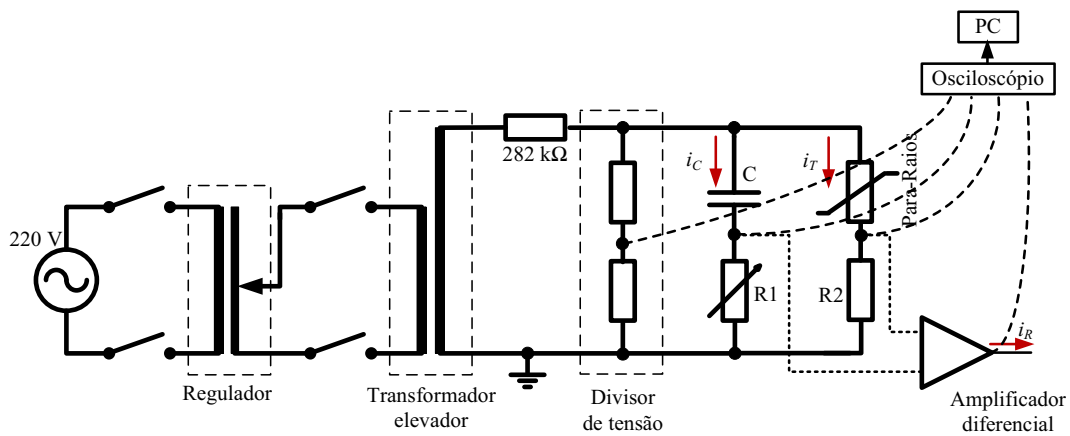 PC
Osciloscópio
282 kΩ
i_C
C
i_T
Para-Raios
220 V
R1
R2
i_R
Regulador
Transformador
elevador
Divisor
de tensão
Amplificador
diferencial